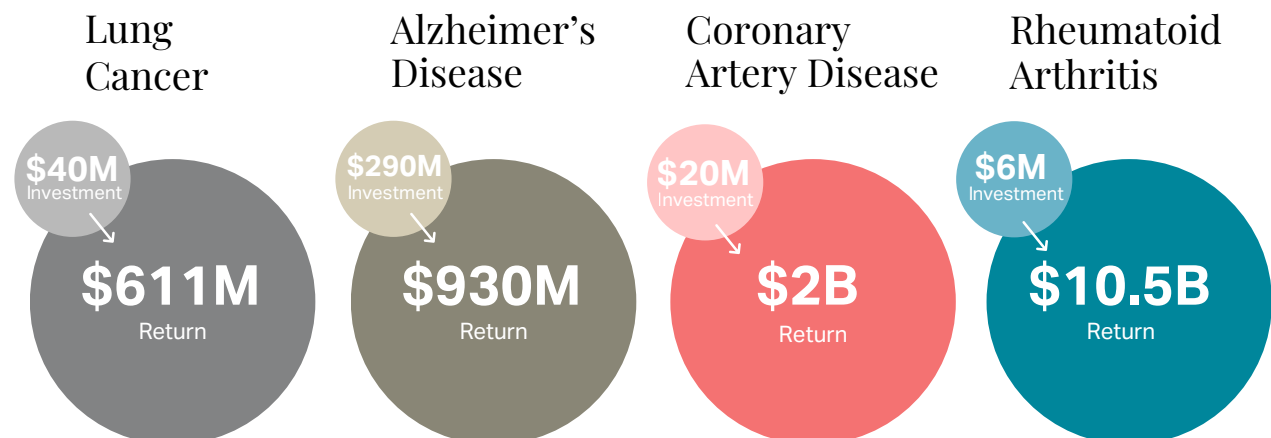 Lung
Cancer
$40M
Investment
$611M
Return
Alzheimer’s
Disease
$290M
Investment
$930M
Return
Coronary
Artery Disease
$20M
Investment
$2B
Return
Rheumatoid
Arthritis
$6M
Investment
$10.5B
Return